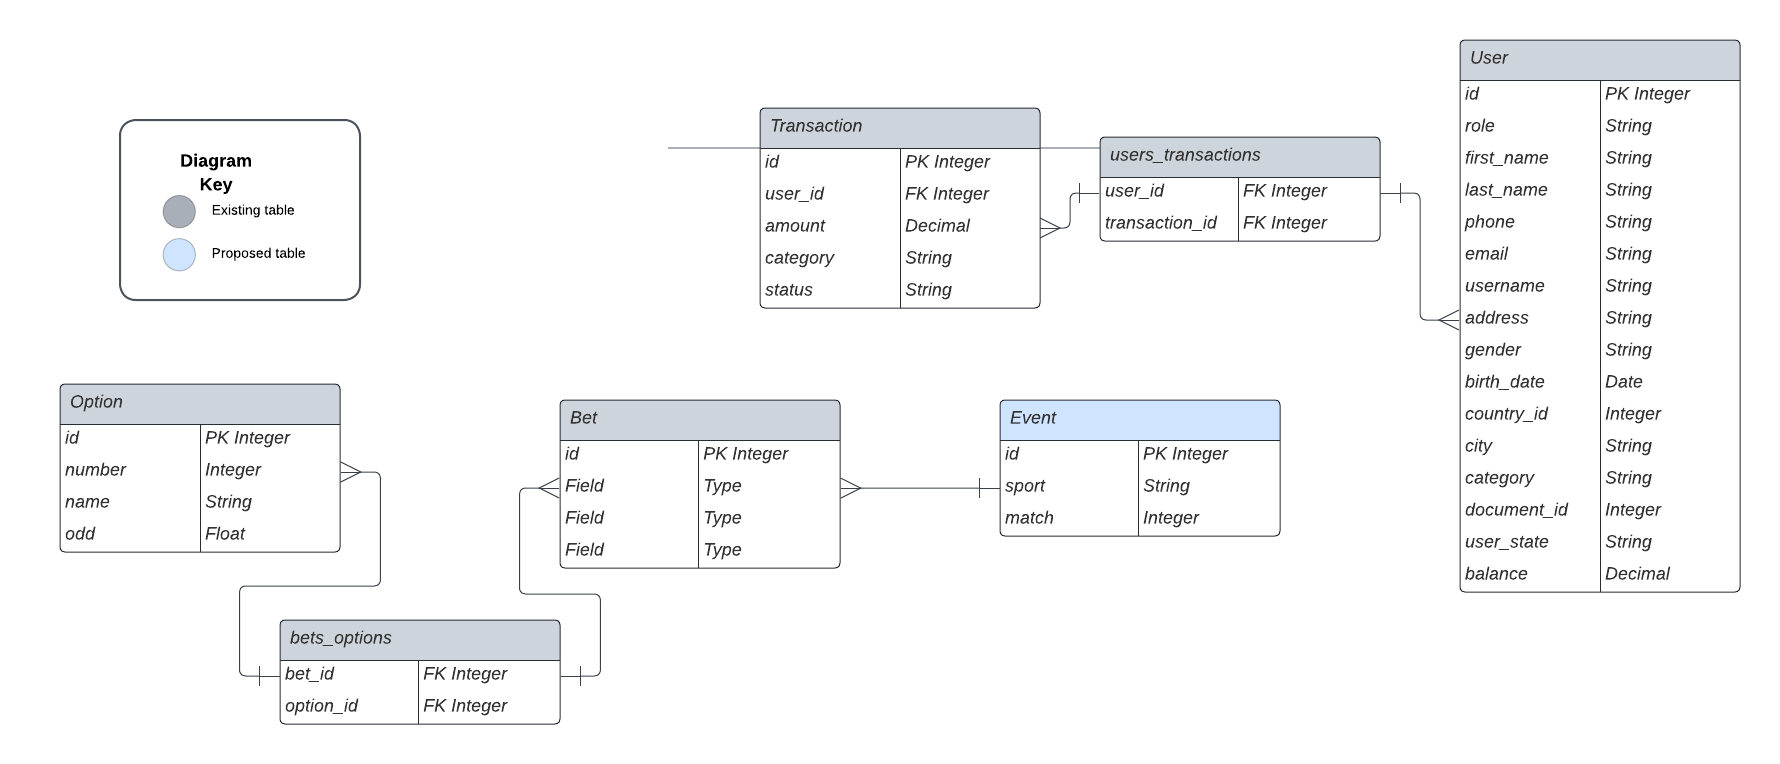 Diagram
Key
Existing table
Proposed table
Transaction
id PK Integer
user_id FK Integer
amount Decimal
category String
status String
users_transactions
user_id FK Integer
transaction_id FK Integer
User
id PK Integer
role String
first_name String
last_name String
phone String
email String
username String
address String
gender String
birth_date Date
country_id Integer
city String
category String
document_id Integer
user_state String
balance Decimal
Option
id PK Integer
number Integer
name String
odd Float
Bet
id PK Integer
Field Type
Field Type
Field Type
Event
id PK Integer
sport String
match Integer
bets_options
bet_id FK Integer
option_id FK Integer